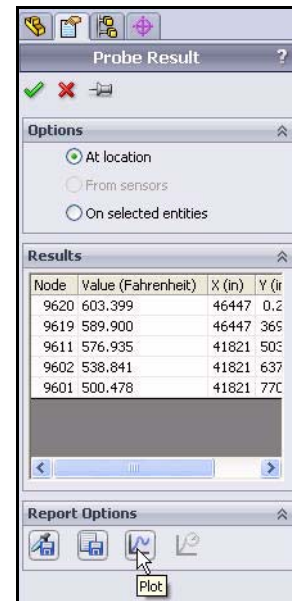 Probe Result ?
Options
At location
From sensors
On selected entities
Results
Node Value (Fahrenheit) X (in) Y (ir
9620 603.399 46447 0.2
9619 589.900 46447 369
9611 576.935 41821 503
9602 538.841 41821 637
9601 500.478 41821 770
Report Options
Plot